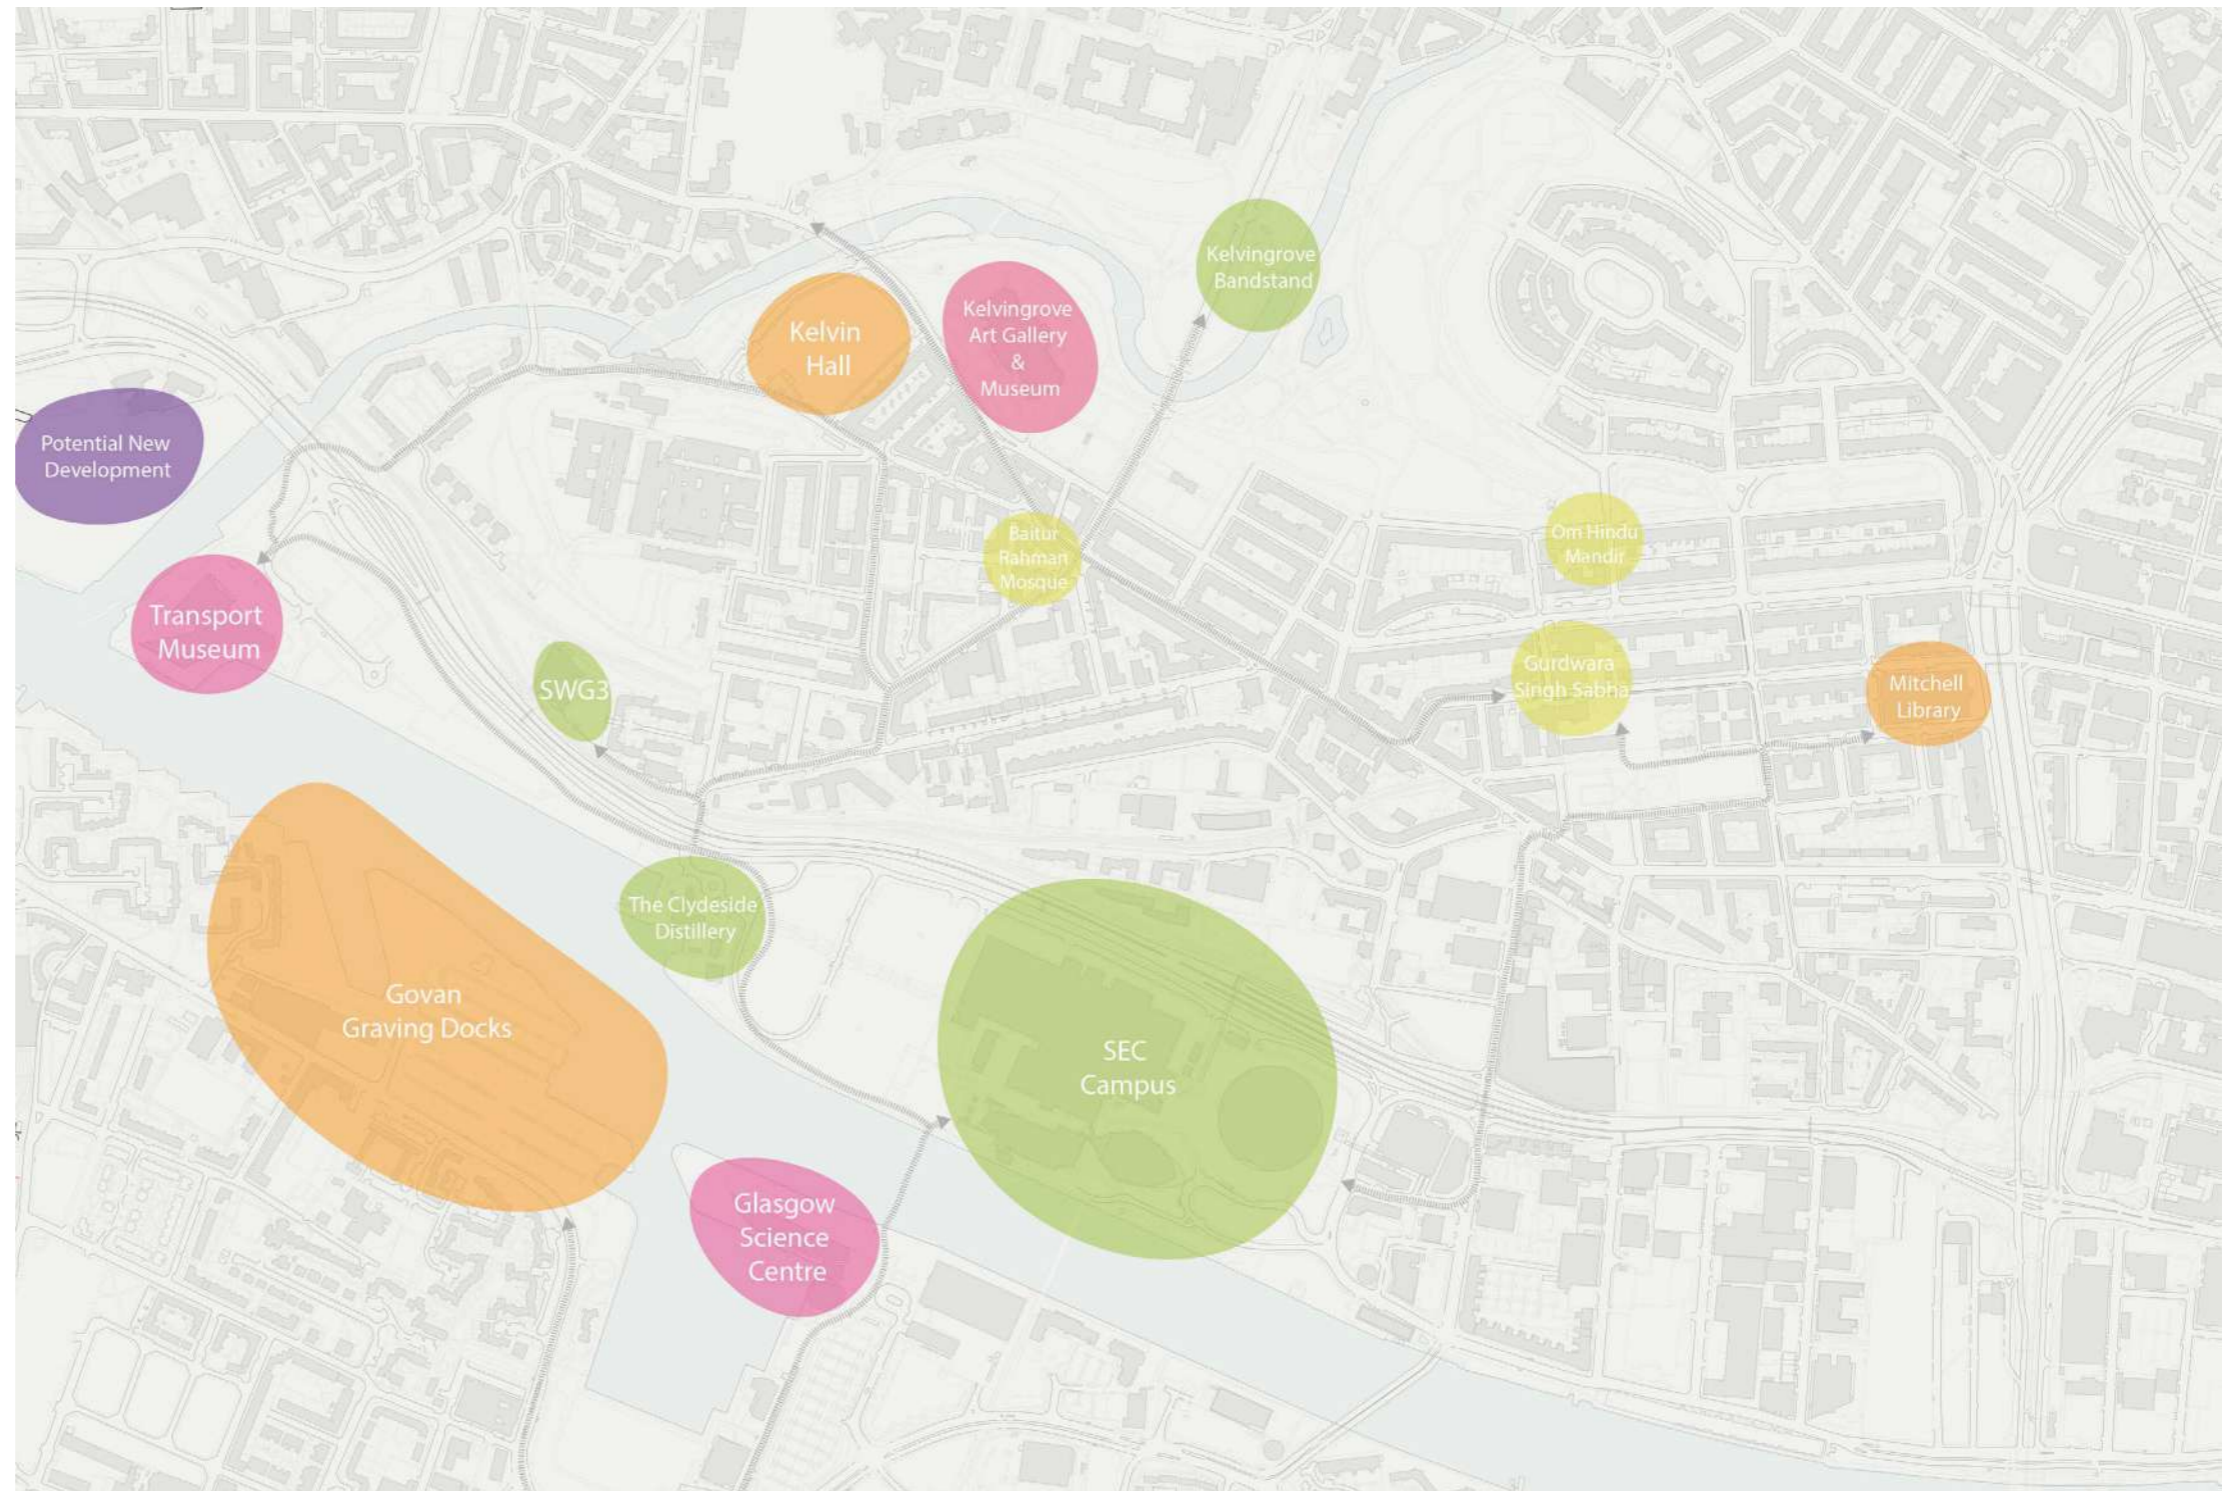 Kelvingrove
Bandstand
Kelvin
Hall
Kelvingrove
Art Gallery
&
Museum
Potential New
Development
Baitur
Rahman
Mosque
Om Hindu
Mandir
Transport
Museum
SWG3
Gurdwara
Singh Sabha
Mitchell
Library
The Clydeside
Distillery
Govan
Graving Docks
SEC
Campus
Glasgow
Science
Centre